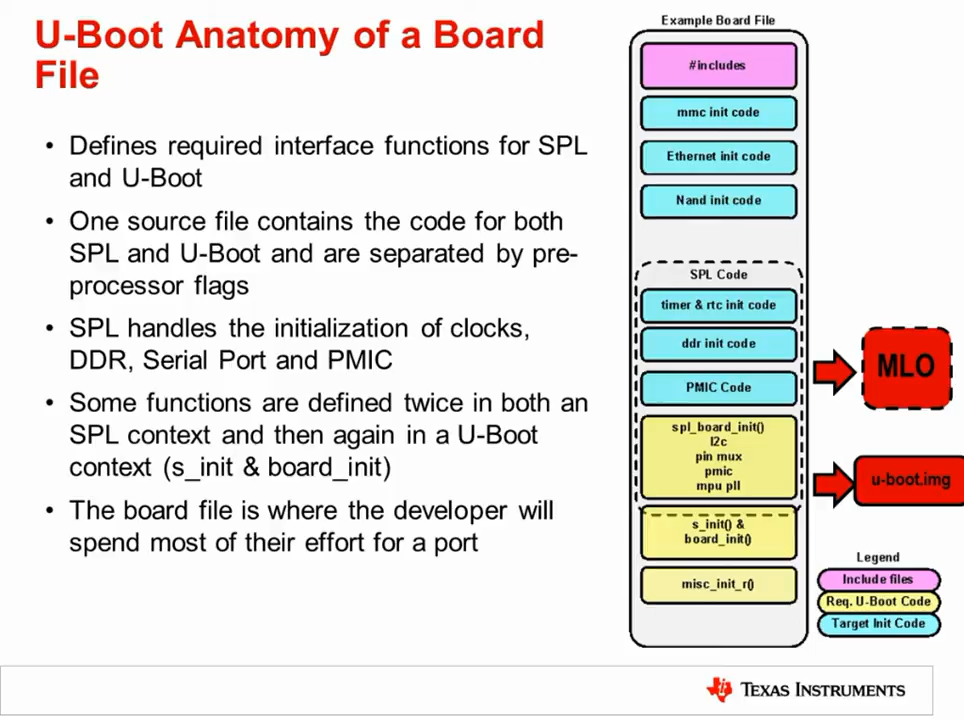 U-Boot Anatomy of a Board
File
• Defines required interface functions for SPL
and U-Boot
• One source file contains the code for both
SPL and U-Boot and are separated by pre-
processor flags
• SPL handles the initialization of clocks,
DDR, Serial Port and PMIC
• Some functions are defined twice in both an
SPL context and then again in a U-Boot
context (s_init & board_init)
• The board file is where the developer will
spend most of their effort for a port
Example Board File
#includes
mmc init code
Ethernet init code
Nand init code
SPL Code
timer & rtc init code
ddr init code
PMIC Code
spl_board_init()
I2c
pin mux
pmic
mpu pll
s_init() &
board_init()
misc_init_r()
MLO
u-boot.img
Legend
Include files
Req. U-Boot Code
Target Init Code
TEXAS INSTRUMENTS